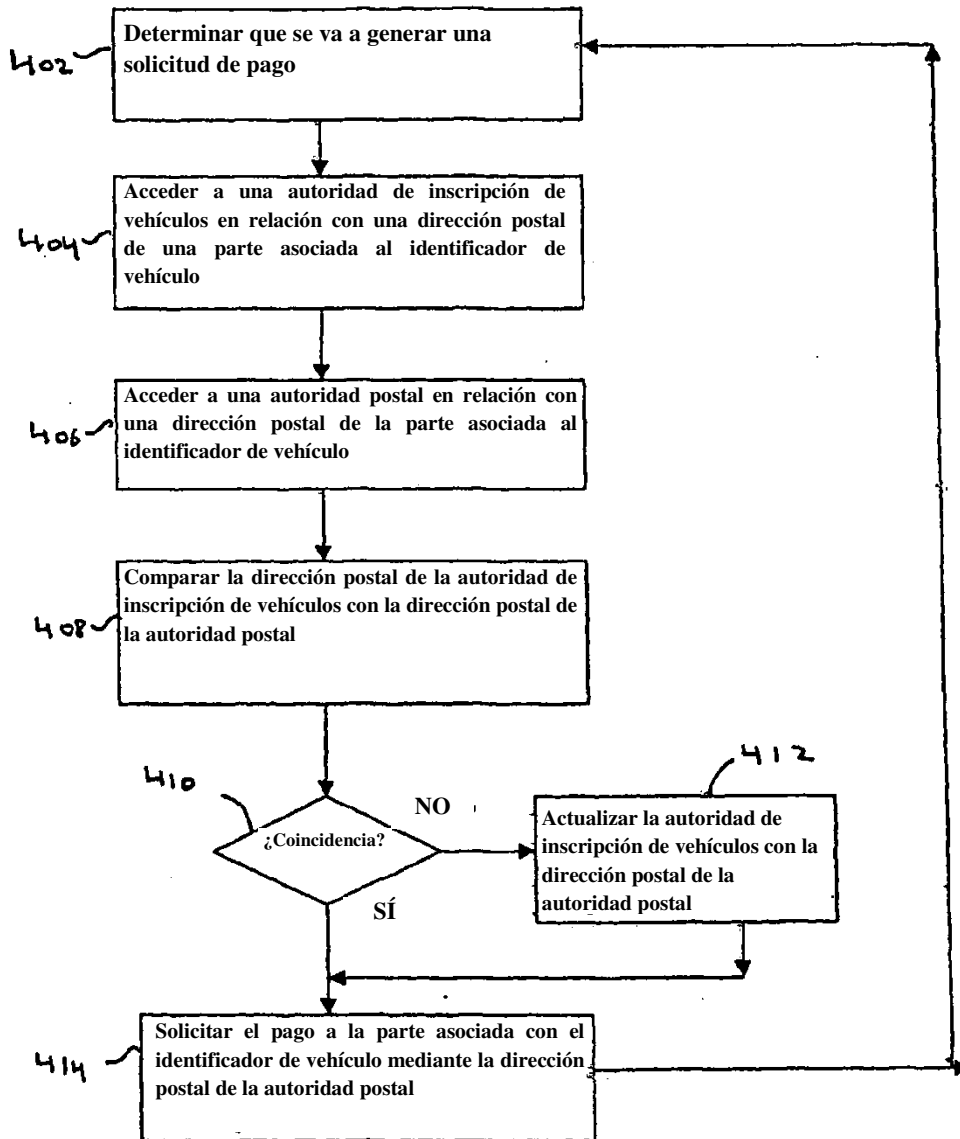 402
Determinar que se va a generar una
solicitud de pago
404
Acceder a una autoridad de inscripción de
vehículos en relación con una dirección postal
de una parte asociada al identificador de
vehículo
406
Acceder a una autoridad postal en relación con
una dirección postal de la parte asociada al
identificador de vehículo
408
Comparar la dirección postal de la autoridad de
inscripción de vehículos con la dirección postal de
la autoridad postal
410
¿Coincidencia?
NO
SÍ
412
Actualizar la autoridad de
inscripción de vehículos con la
dirección postal de la
autoridad postal
414
Solicitar el pago a la parte asociada con el
identificador de vehículo mediante la dirección
postal de la autoridad postal